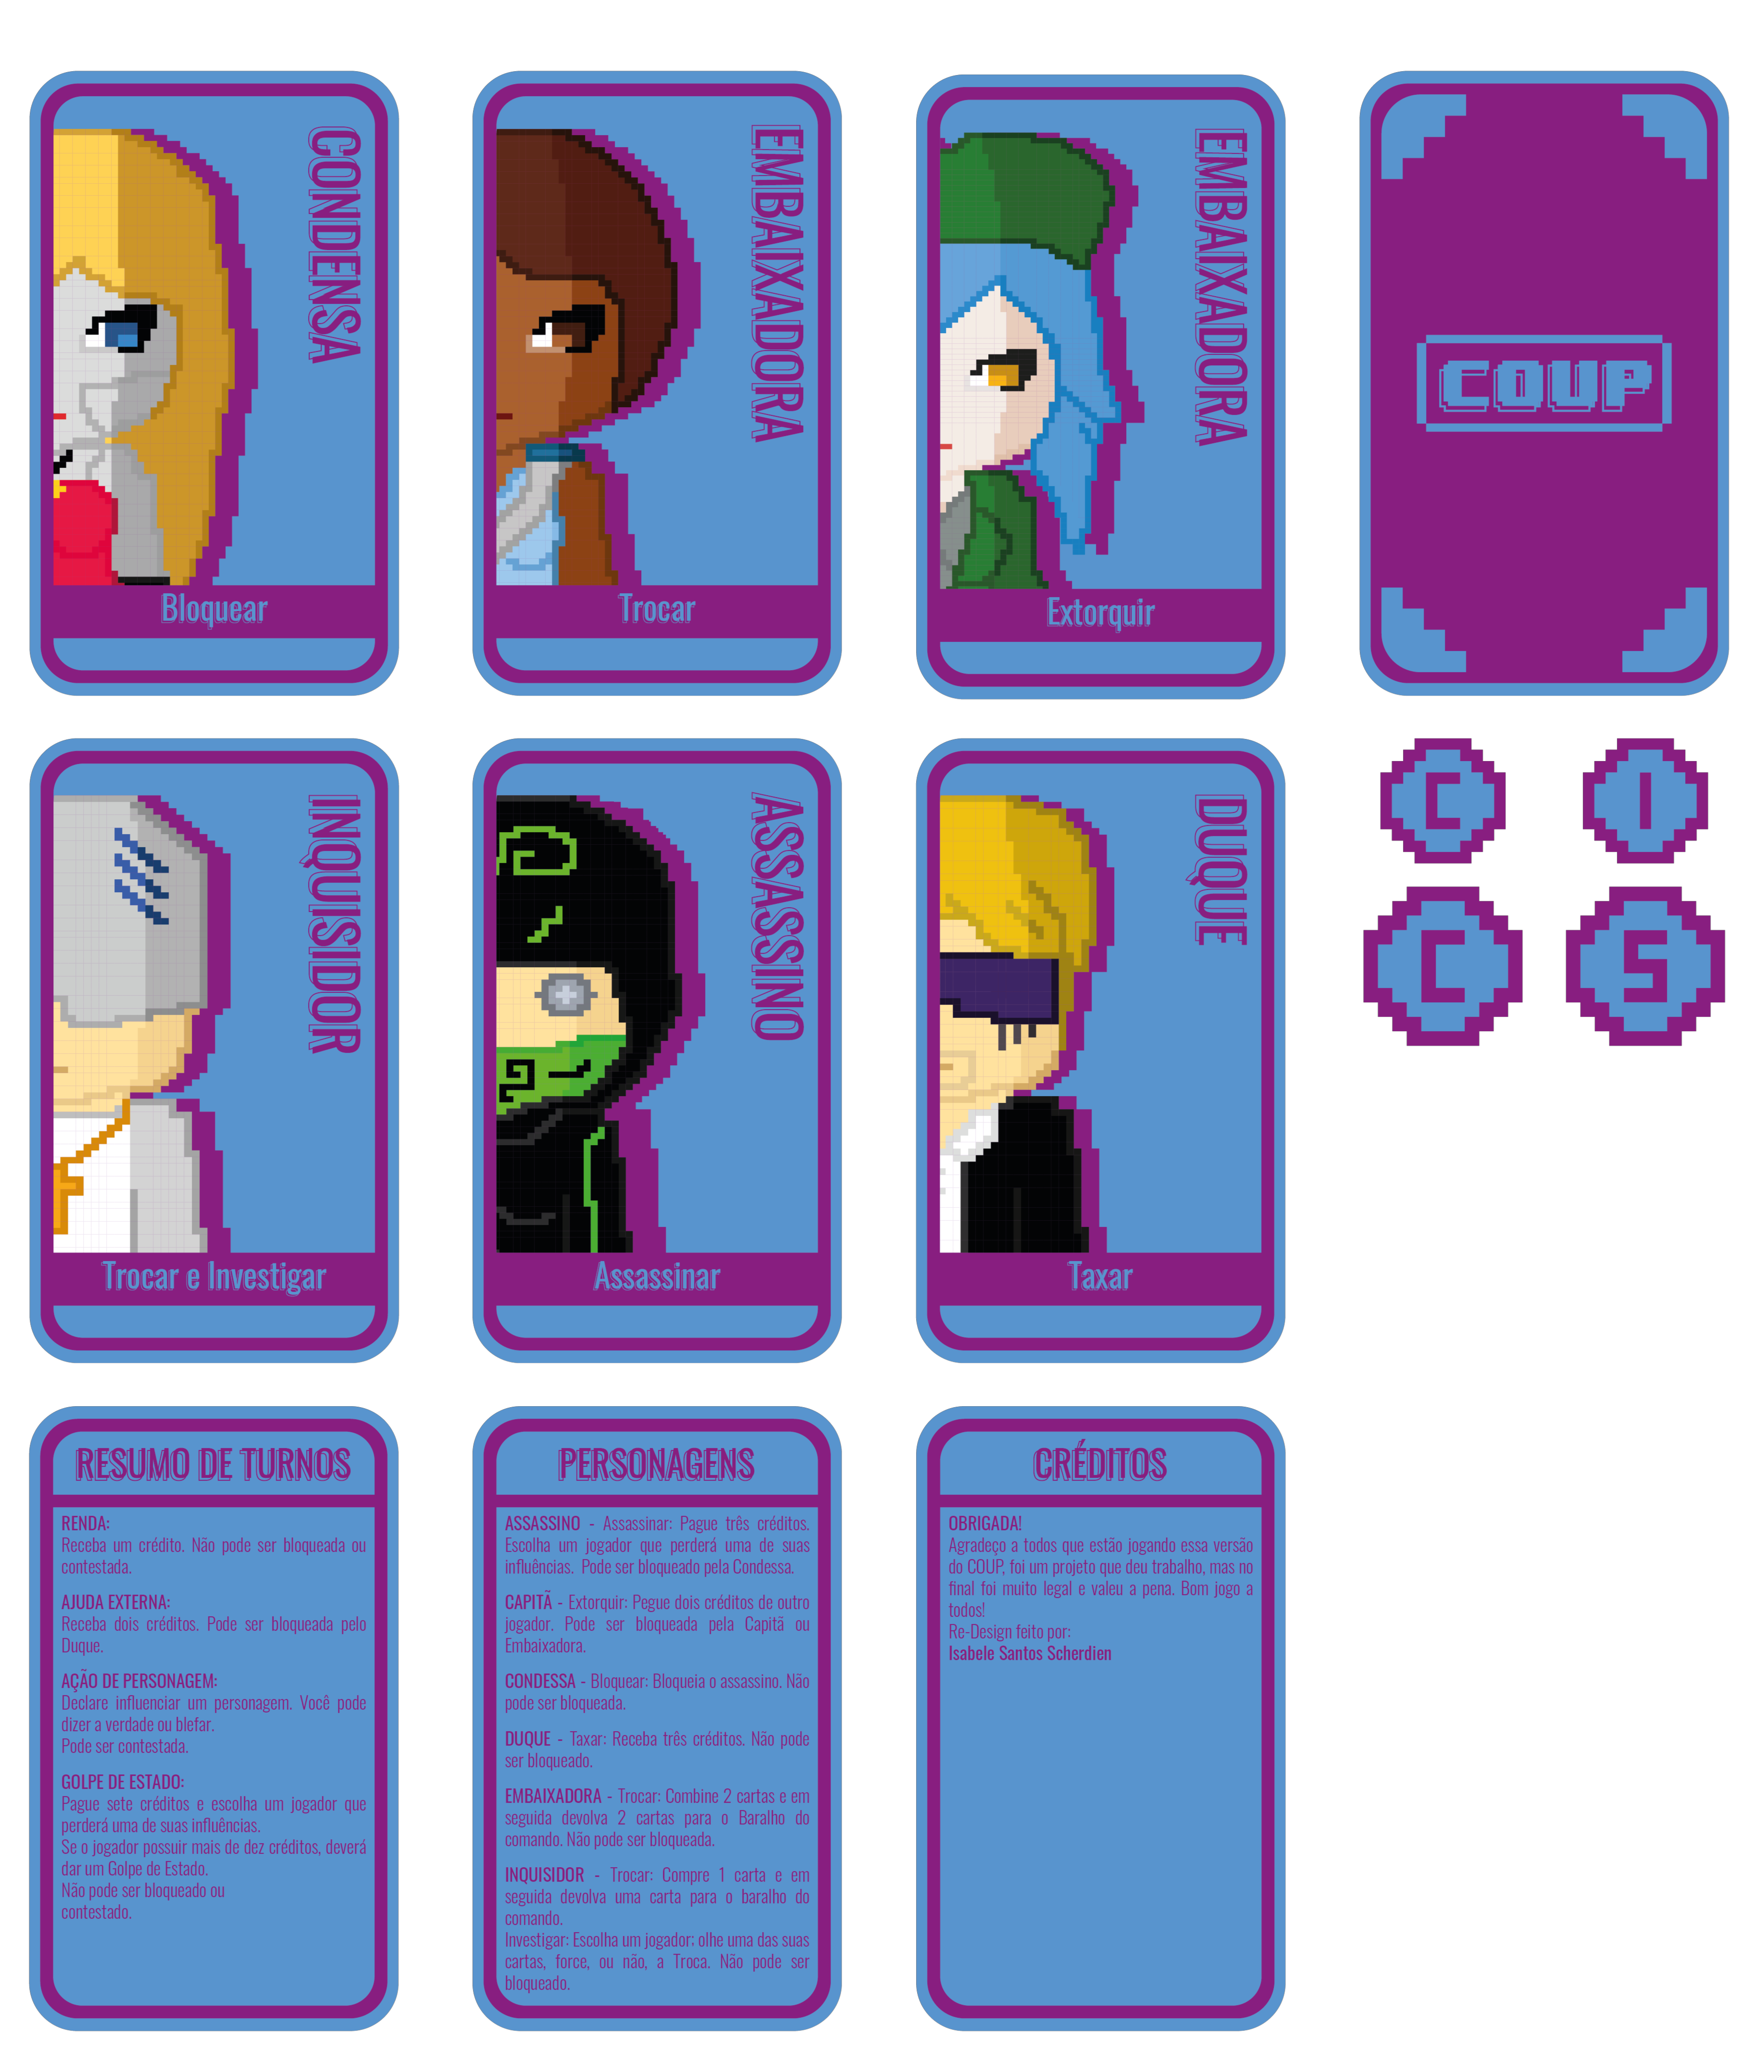 CONDENSA
Bloquear
EMBAIXADORA
Trocar
EMBAIXADORA
Extorquir
COUP
INQUISIDOR
Trocar e Investigar
ASSASSINO
Assassinar
DUQUE
Taxar
C
I
C
S
RESUMO DE TURNOS
RENDA:
Receba um crédito. Não pode ser bloqueada ou
contestada.
AJUDA EXTERNA:
Receba dois créditos. Pode ser bloqueada pelo
Duque.
AÇÃO DE PERSONAGEM:
Declare influenciar um personagem. Você pode
dizer a verdade ou blefar.
Pode ser contestada.
GOLPE DE ESTADO:
Pague sete créditos e escolha um jogador que
perderá uma de suas influências.
Se o jogador possuir mais de dez créditos, deverá
dar um Golpe de Estado.
Não pode ser bloqueado ou
contestado.
PERSONAGENS
ASSASSINO - Assassinar: Pague três créditos.
Escolha um jogador que perderá uma de suas
influências. Pode ser bloqueado pela Condessa.
CAPITÃ - Extorquir: Pegue dois créditos de outro
jogador. Pode ser bloqueada pela Capitã ou
Embaixadora.
CONDESSA - Bloquear: Bloqueia o assassino. Não
pode ser bloqueada.
DUQUE - Taxar: Receba três créditos. Não pode
ser bloqueado.
EMBAIXADORA - Trocar: Combine 2 cartas e em
seguida devolva 2 cartas para o Baralho do
comando. Não pode ser bloqueada.
INQUISIDOR - Trocar: Compre 1 carta e em
seguida devolva uma carta para o baralho do
comando.
Investigar: Escolha um jogador; olhe uma das suas
cartas, force, ou não, a Troca. Não pode ser
bloqueado.
CRÉDITOS
OBRIGADA!
Agradeço a todos que estão jogando essa versão
do COUP, foi um projeto que deu trabalho, mas no
final foi muito legal e valeu a pena. Bom jogo a
todos!
Re-Design feito por:
Isabele Santos Scherdien